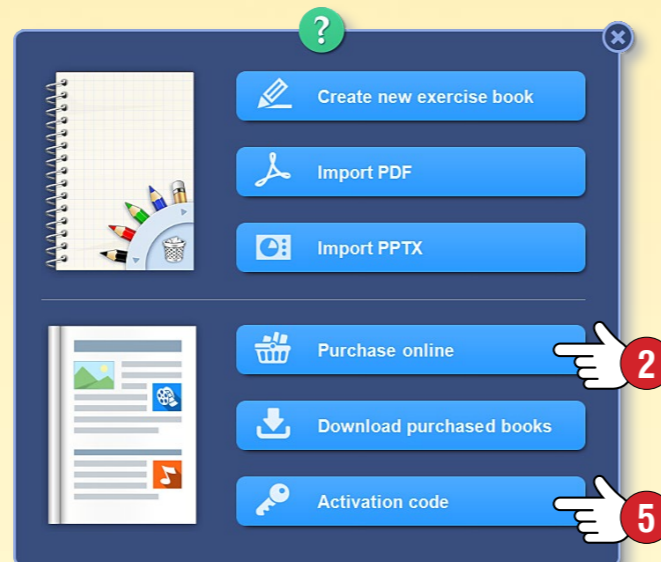 ?
Create new exercise book
Import PDF
Import PPTX
Purchase online
2
Download purchased books
Activation code
5